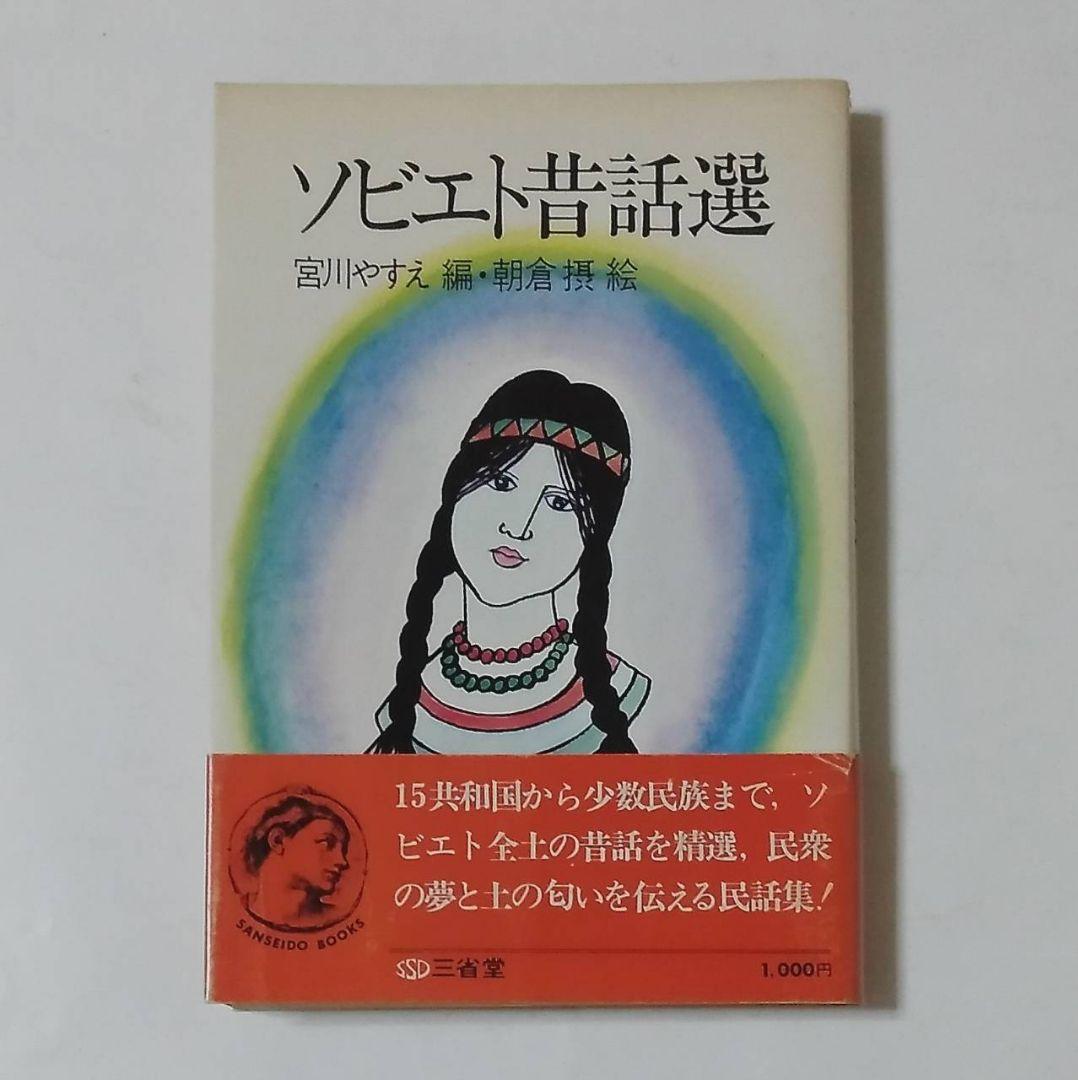 ソビエト昔話選
宮川やすえ 編・朝倉 摂 絵
15共和国から少数民族まで，ソ
ビエト全土の昔話を精選，民衆
の夢と土の匂いを伝える民話集！
SANSEIDO BOOKS
SSD三省堂
1,000円